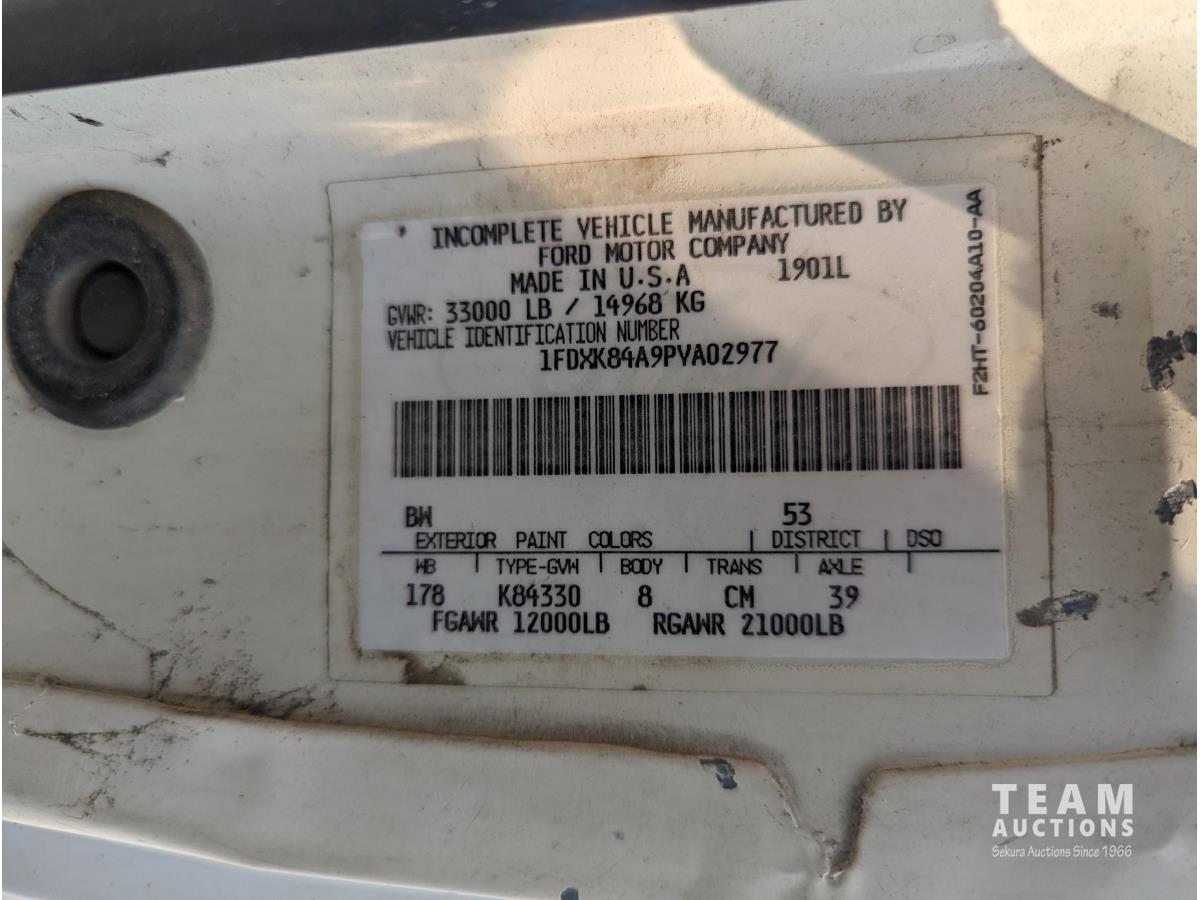 INCOMPLETE VEHICLE MANUFACTURED BY
FORD MOTOR COMPANY
MADE IN U.S.A 1901L
GVWR: 33000 LB / 14968 KG
VEHICLE IDENTIFICATION NUMBER
1FDXK84A9PVA02977
F2HT-60204A10-AA
BW 53
EXTERIOR PAINT COLORS DISTRICT DSO
WB TYPE-GVW BODY TRANS AXLE
178 K84330 8 CM 39
FGAWR 12000LB RGAWR 21000LB
TEAM
AUCTIONS
Sekura Auctions Since 1966